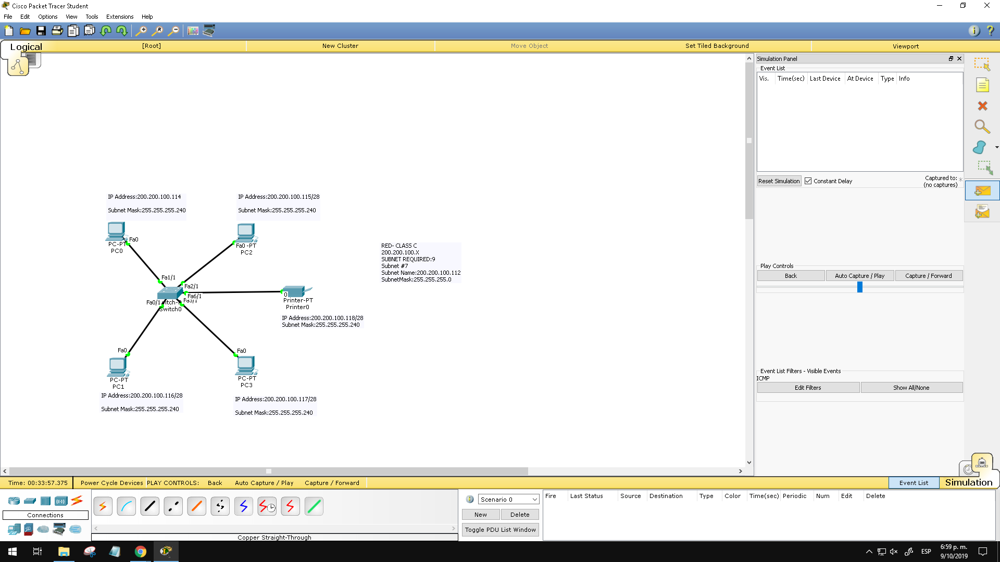 Cisco Packet Tracer Student
File Edit Options View Tools Extensions Help
Logical [Root] New Cluster Move Object Set Tiled Background Viewport
Simulation Panel
Event List
Vis. Time(sec) Last Device At Device Type Info
Reset Simulation Constant Delay
Captured to:
(no captures)
IP Address:200.200.100.114
Subnet Mask:255.255.255.240
IP Address:200.200.100.115/28
Subnet Mask:255.255.255.240
Fa0
PC-PT
PC0
Fa0 -PT
PC2
RED- CLASS C
200.200.100.X
SUBNET REQUIRED:9
Subnet #7
Subnet Name:200.200.100.112
SubnetMask:255.255.255.0
Fa1/1
Fa2/1
Fa6/1
Fa3/1
Fa0/1
Switch0
0
Printer-PT
Printer0
IP Address:200.200.100.118/28
Subnet Mask:255.255.255.240
Fa0
PC-PT
PC1
IP Address:200.200.100.116/28
Subnet Mask:255.255.255.240
Fa0
PC-PT
PC3
IP Address:200.200.100.117/28
Subnet Mask:255.255.255.240
Play Controls
Back Auto Capture / Play Capture / Forward
Event List Filters - Visible Events
ICMP
Edit Filters Show All/None
Time: 00:33:57.375 Power Cycle Devices PLAY CONTROLS: Back Auto Capture / Play Capture / Forward Event List Simulation
Connections
Copper Straight-Through
Scenario 0
New Delete
Toggle PDU List Window
Fire Last Status Source Destination Type Color Time(sec) Periodic Num Edit Delete
ESP
6:59 p. m.
9/10/2019